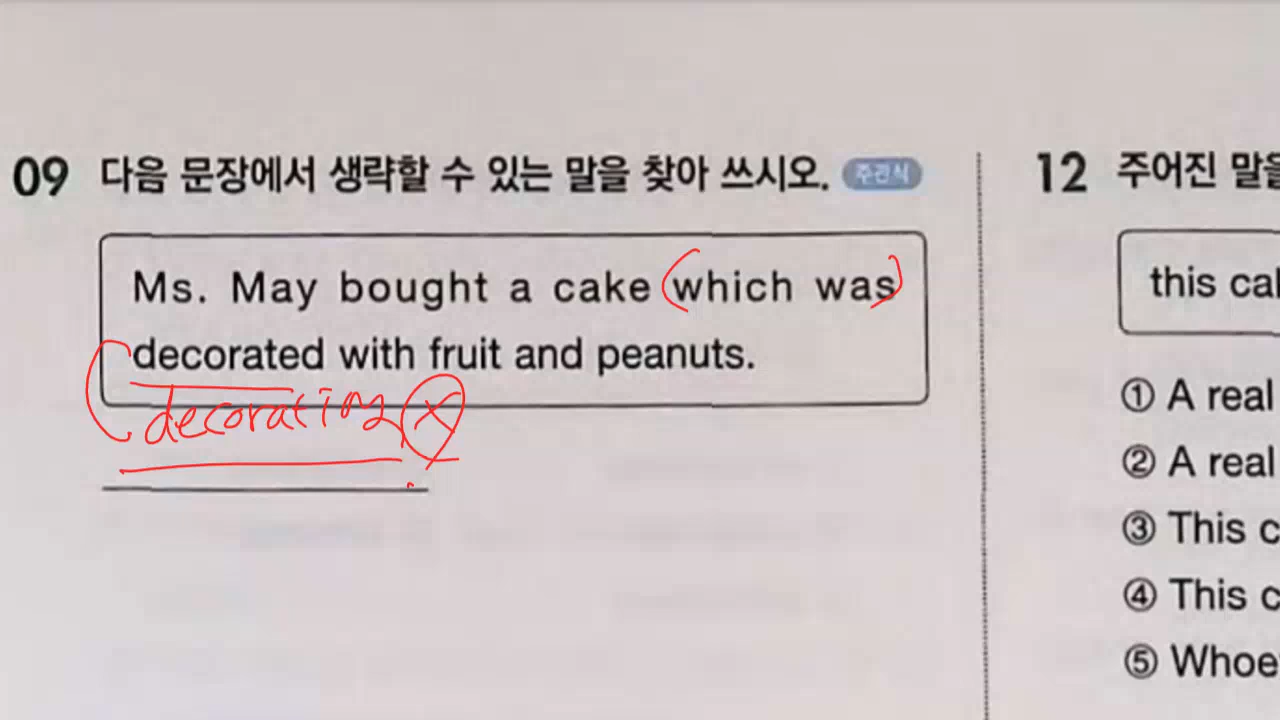 09 다음 문장에서 생략할 수 있는 말을 찾아 쓰시오. 주관식
Ms. May bought a cake (which was)
decorated with fruit and peanuts.
decorating X
12 주어진 말을
this ca
① A real
② A real
③ This c
④ This c
⑤ Whoe